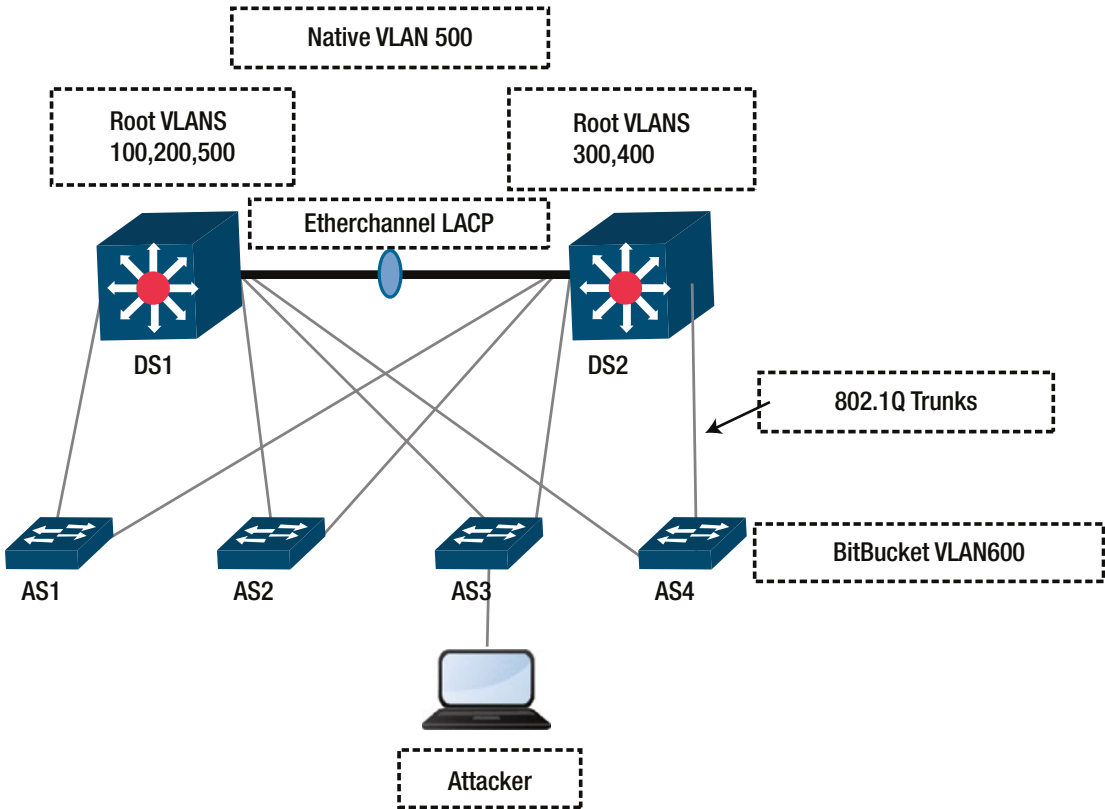 Native VLAN 500
Root VLANS
100,200,500
Root VLANS
300,400
Etherchannel LACP
DS1
DS2
802.1Q Trunks
BitBucket VLAN600
AS1
AS2
AS3
AS4
Attacker